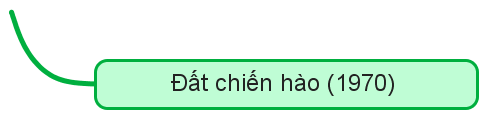 Đất chiến hào (1970)